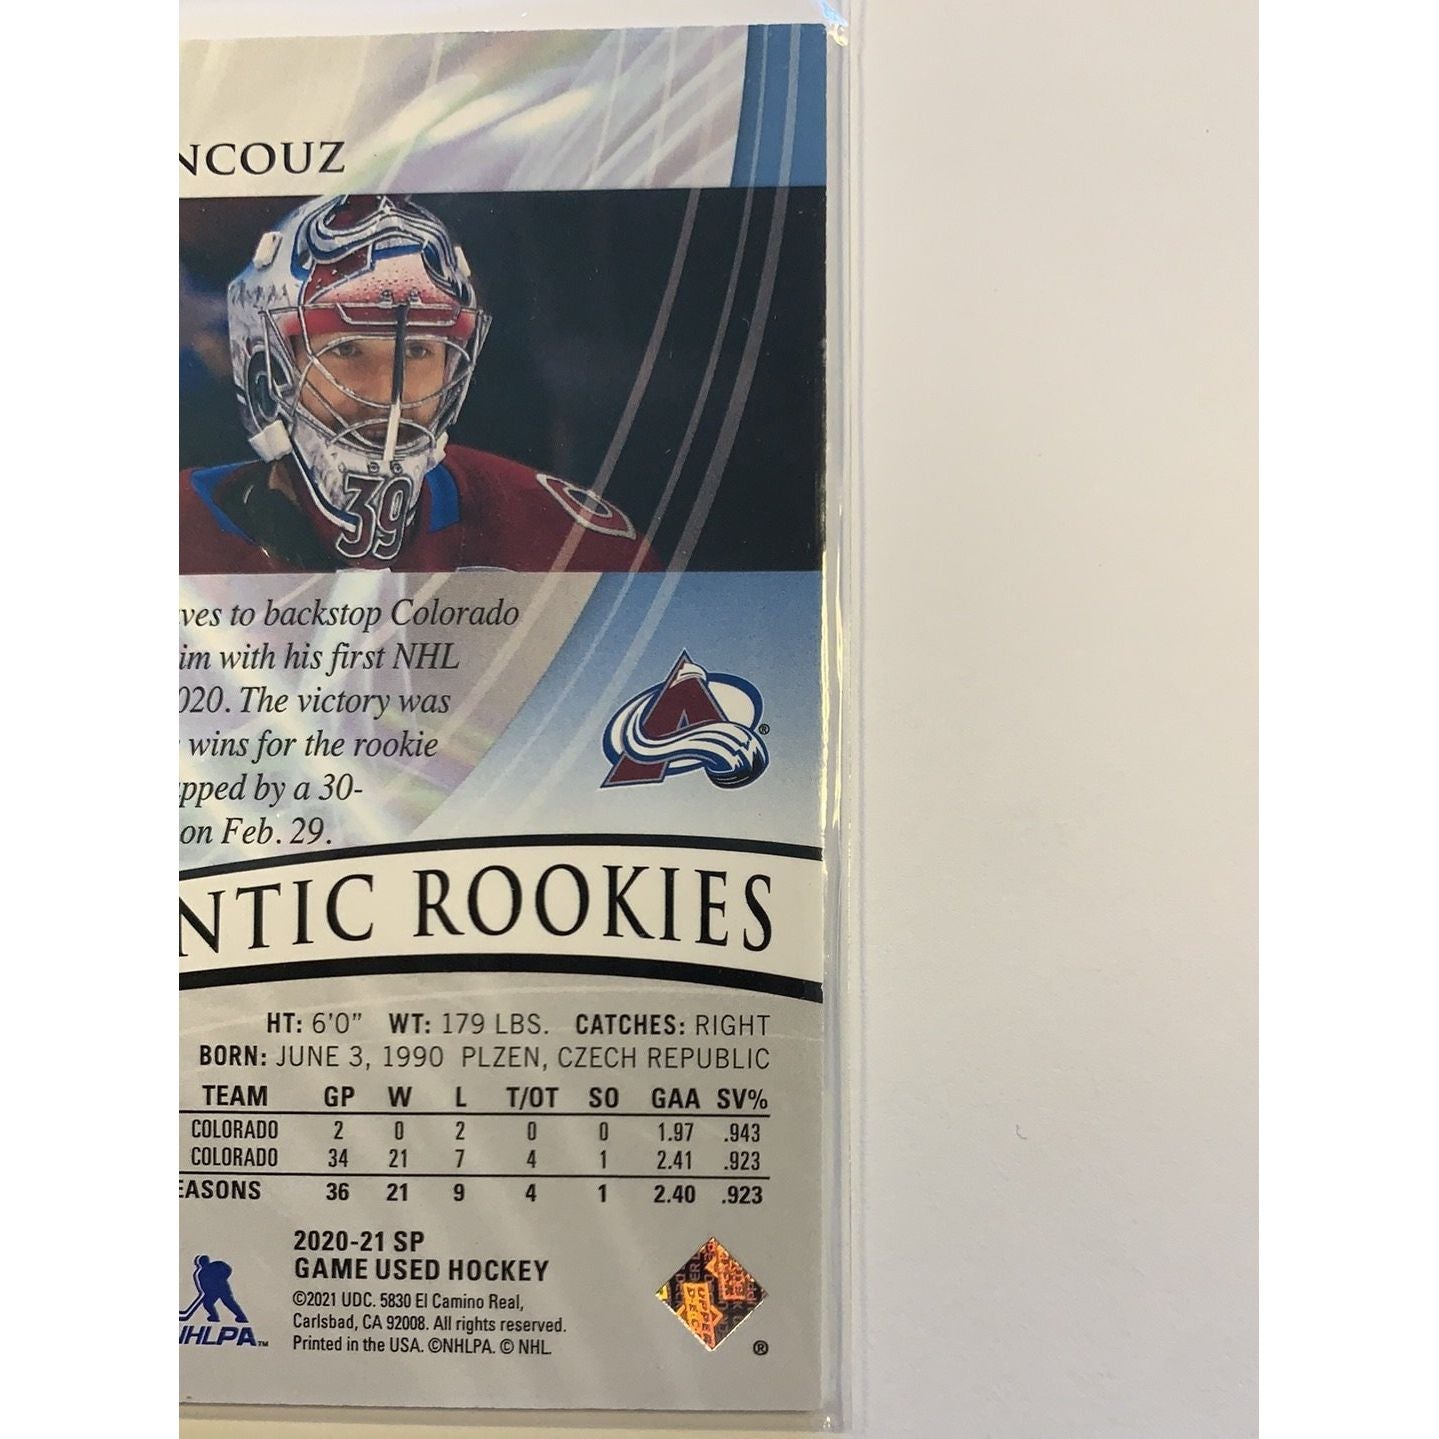 NCOUZ
39
ves to backstop Colorado
im with his first NHL
020. The victory was
wins for the rookie
pped by a 30-
on Feb. 29.
NTIC ROOKIES
HT: 6'0" WT: 179 LBS. CATCHES: RIGHT
BORN: JUNE 3, 1990 PLZEN, CZECH REPUBLIC
TEAM GP W L T/OT SO GAA SV%
COLORADO 2 0 2 0 0 1.97 .943
COLORADO 34 21 7 4 1 2.41 .923
EASONS 36 21 9 4 1 2.40 .923
2020-21 SP
GAME USED HOCKEY
©2021 UDC. 5830 El Camino Real,
Carlsbad, CA 92008. All rights reserved.
Printed in the USA. ©NHLPA. © NHL.
NHLPA™
UPPER DECK
®